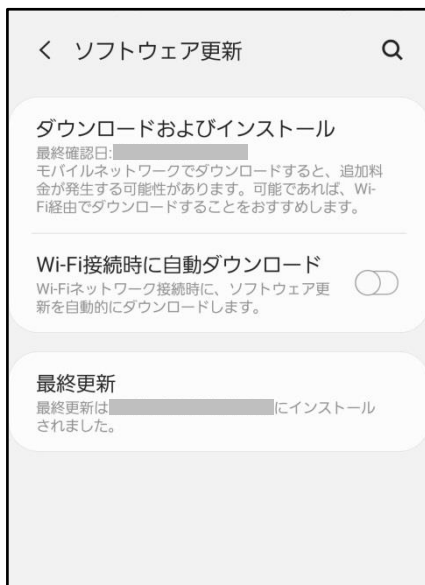 ソフトウェア更新
ダウンロードおよびインストール
最終確認日:
モバイルネットワークでダウンロードすると、追加料
金が発生する可能性があります。可能であれば、Wi-
Fi経由でダウンロードすることをおすすめします。
Wi-Fi接続時に自動ダウンロード
Wi-Fiネットワーク接続時に、ソフトウェア更
新を自動的にダウンロードします。
最終更新
最終更新は にインストール
されました。